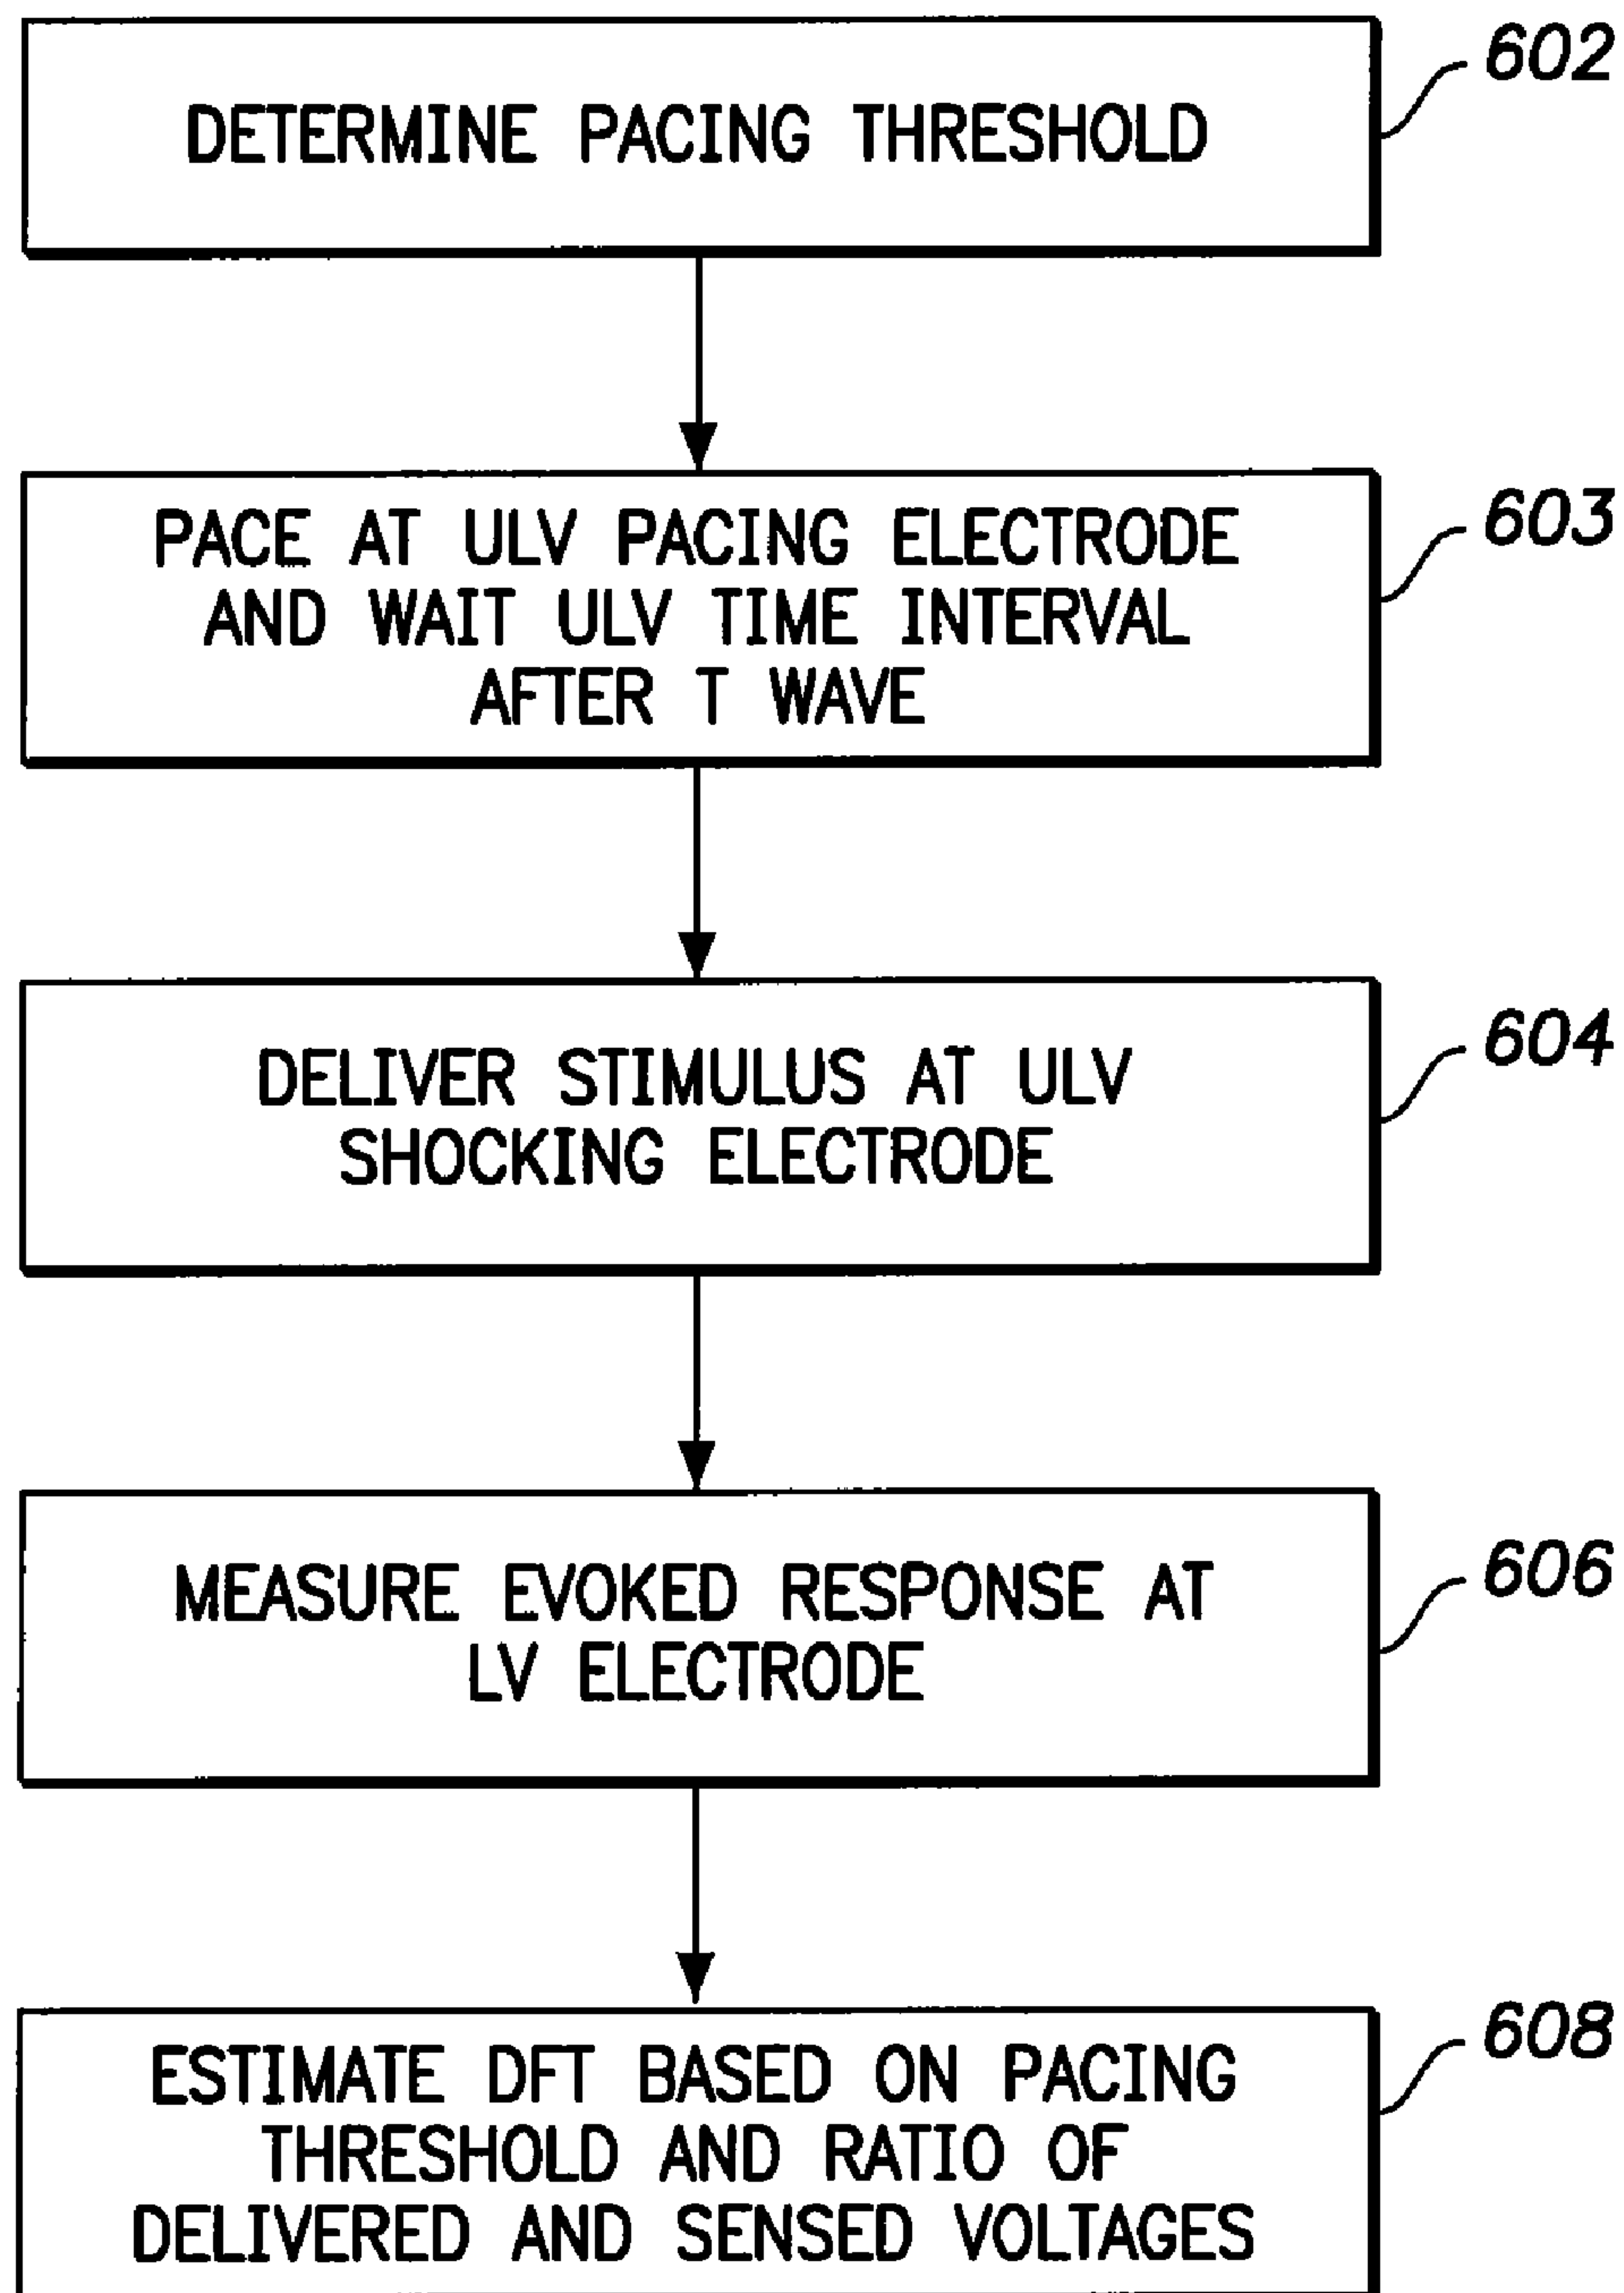 DETERMINE PACING THRESHOLD
602
PACE AT ULV PACING ELECTRODE
AND WAIT ULV TIME INTERVAL
AFTER T WAVE
603
DELIVER STIMULUS AT ULV
SHOCKING ELECTRODE
604
MEASURE EVOKED RESPONSE AT
LV ELECTRODE
606
ESTIMATE DFT BASED ON PACING
THRESHOLD AND RATIO OF
DELIVERED AND SENSED VOLTAGES
608